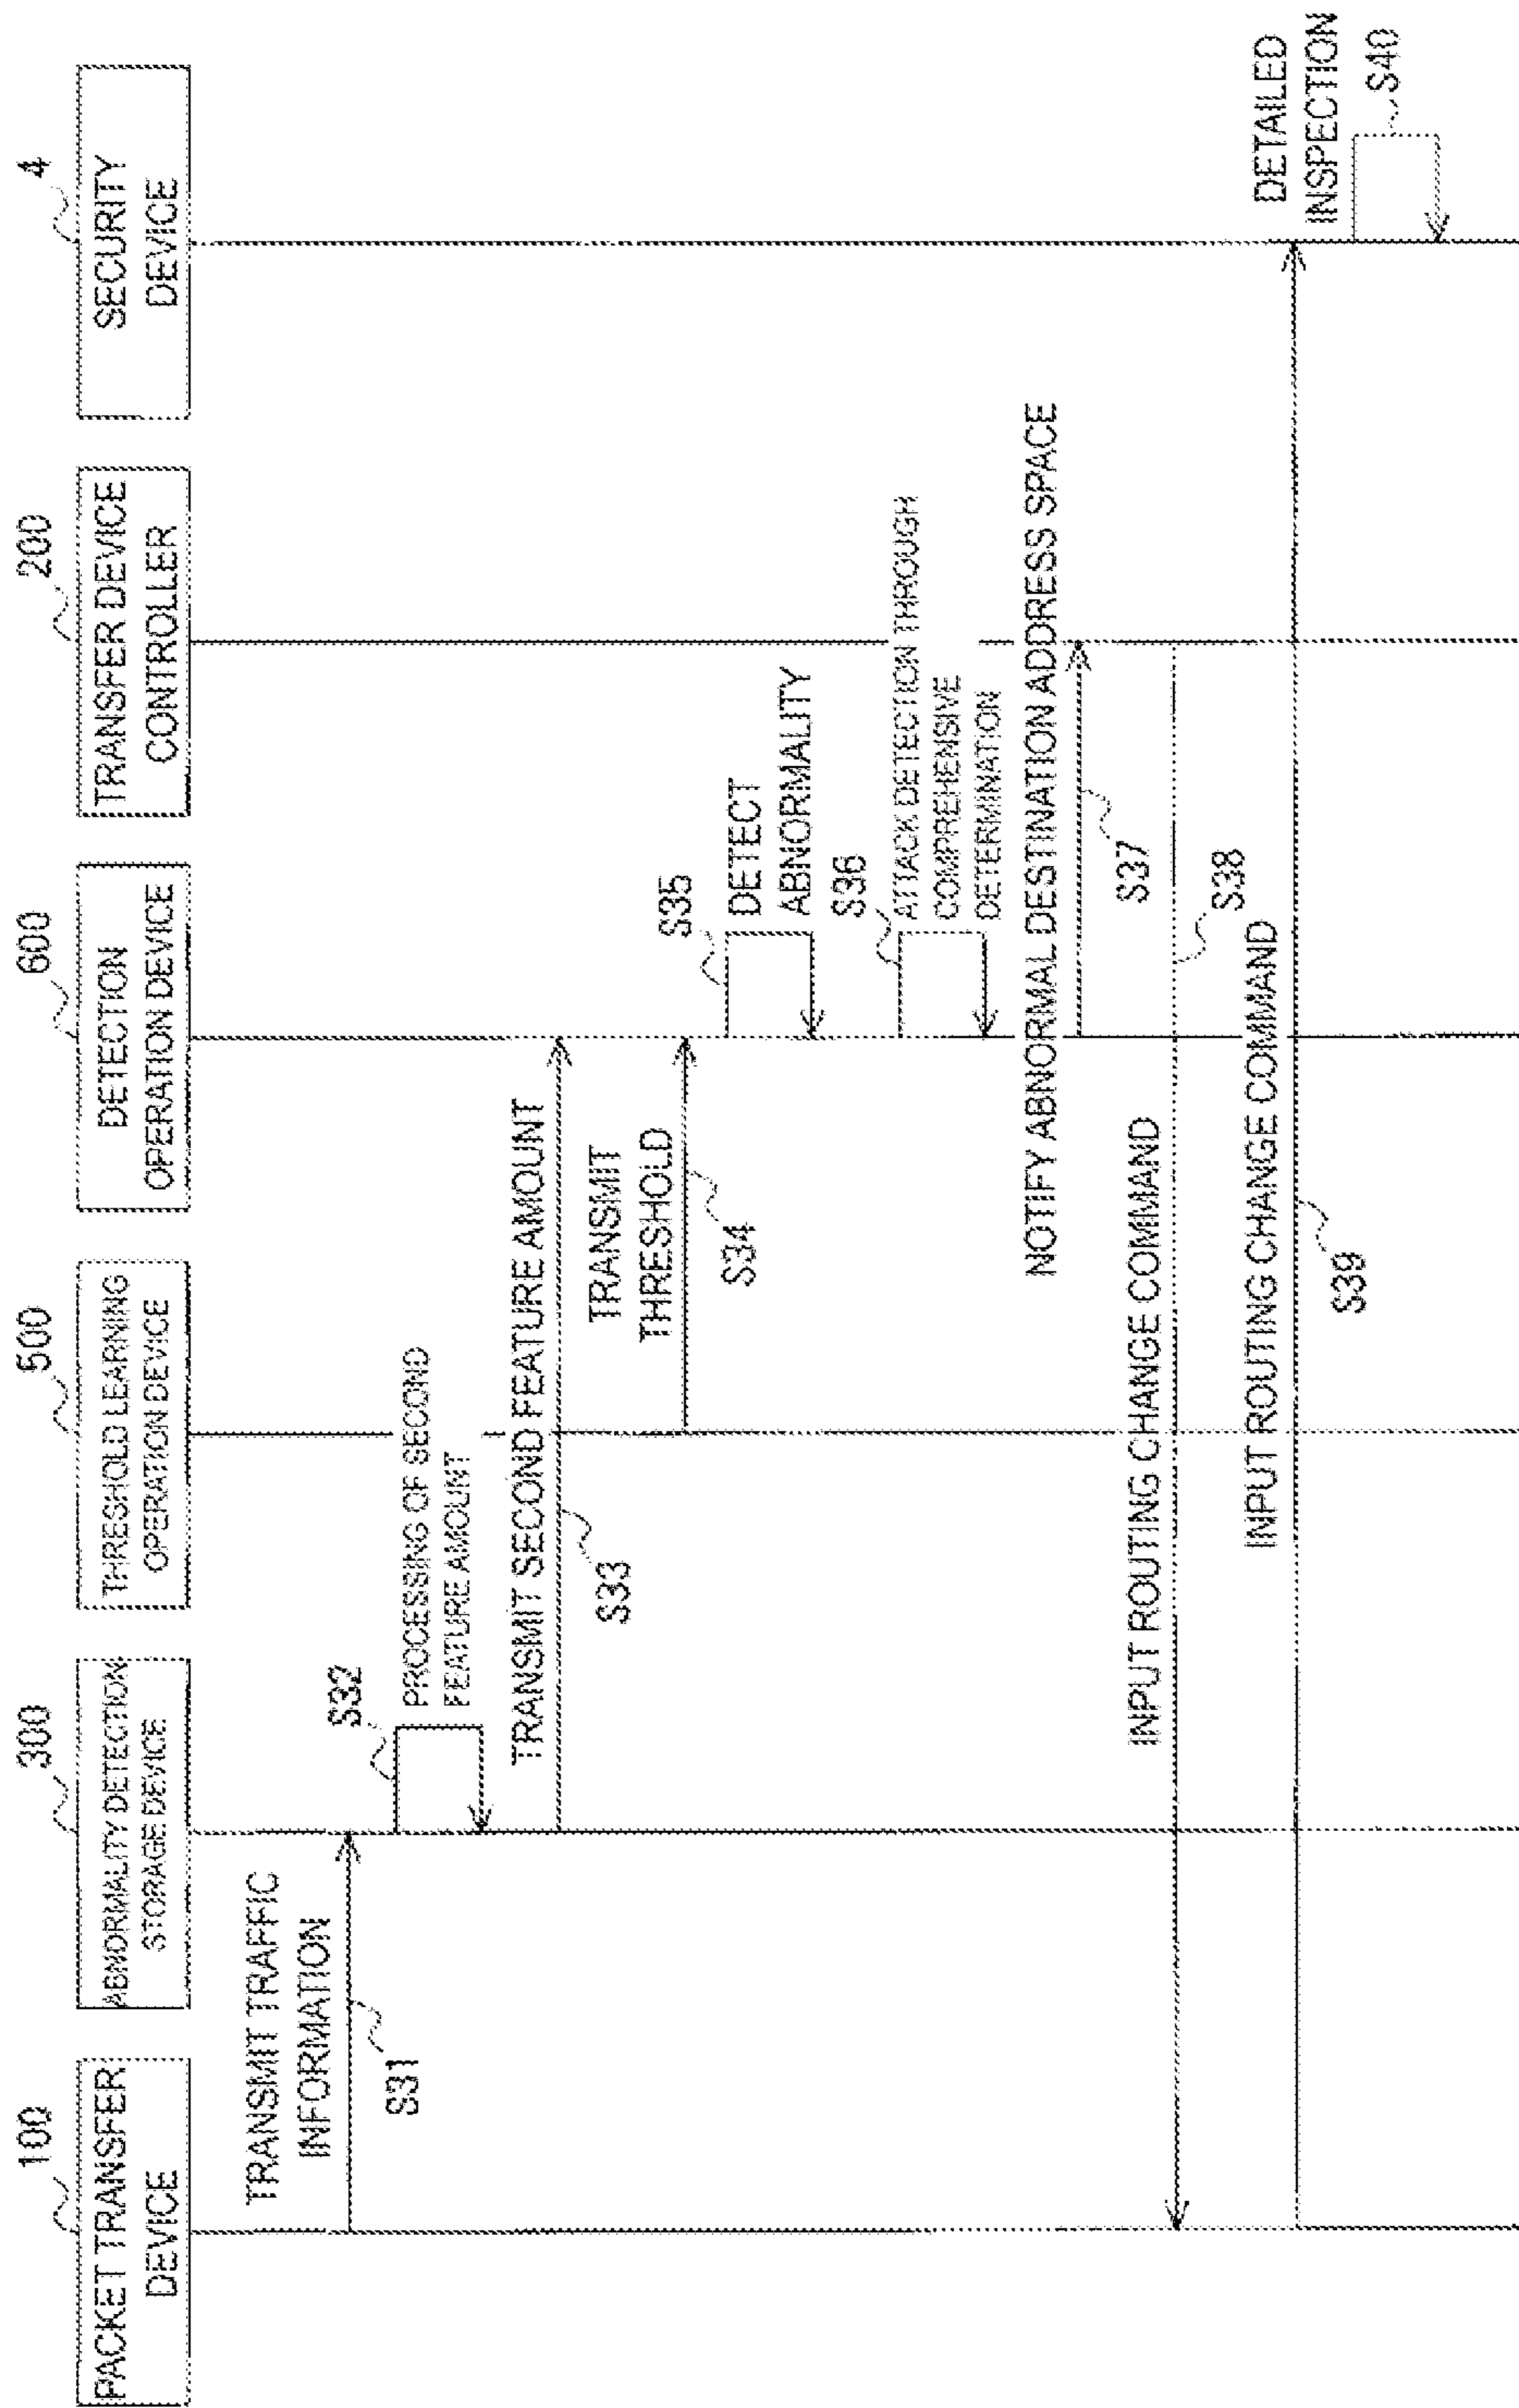 100
PACKET TRANSFER
DEVICE
300
ABNORMALITY DETECTION
STORAGE DEVICE
500
THRESHOLD LEARNING
OPERATION DEVICE
600
DETECTION
OPERATION DEVICE
200
TRANSFER DEVICE
CONTROLLER
4
SECURITY
DEVICE
TRANSMIT TRAFFIC
INFORMATION
S31
S32
PROCESSING OF SECOND
FEATURE AMOUNT
TRANSMIT SECOND FEATURE AMOUNT
S33
TRANSMIT
THRESHOLD
S34
S35
DETECT
ABNORMALITY
S36
ATTACK DETECTION THROUGH
COMPREHENSIVE
DETERMINATION
NOTIFY ABNORMAL DESTINATION ADDRESS SPACE
S37
INPUT ROUTING CHANGE COMMAND
S38
INPUT ROUTING CHANGE COMMAND
S39
DETAILED
INSPECTION
S40